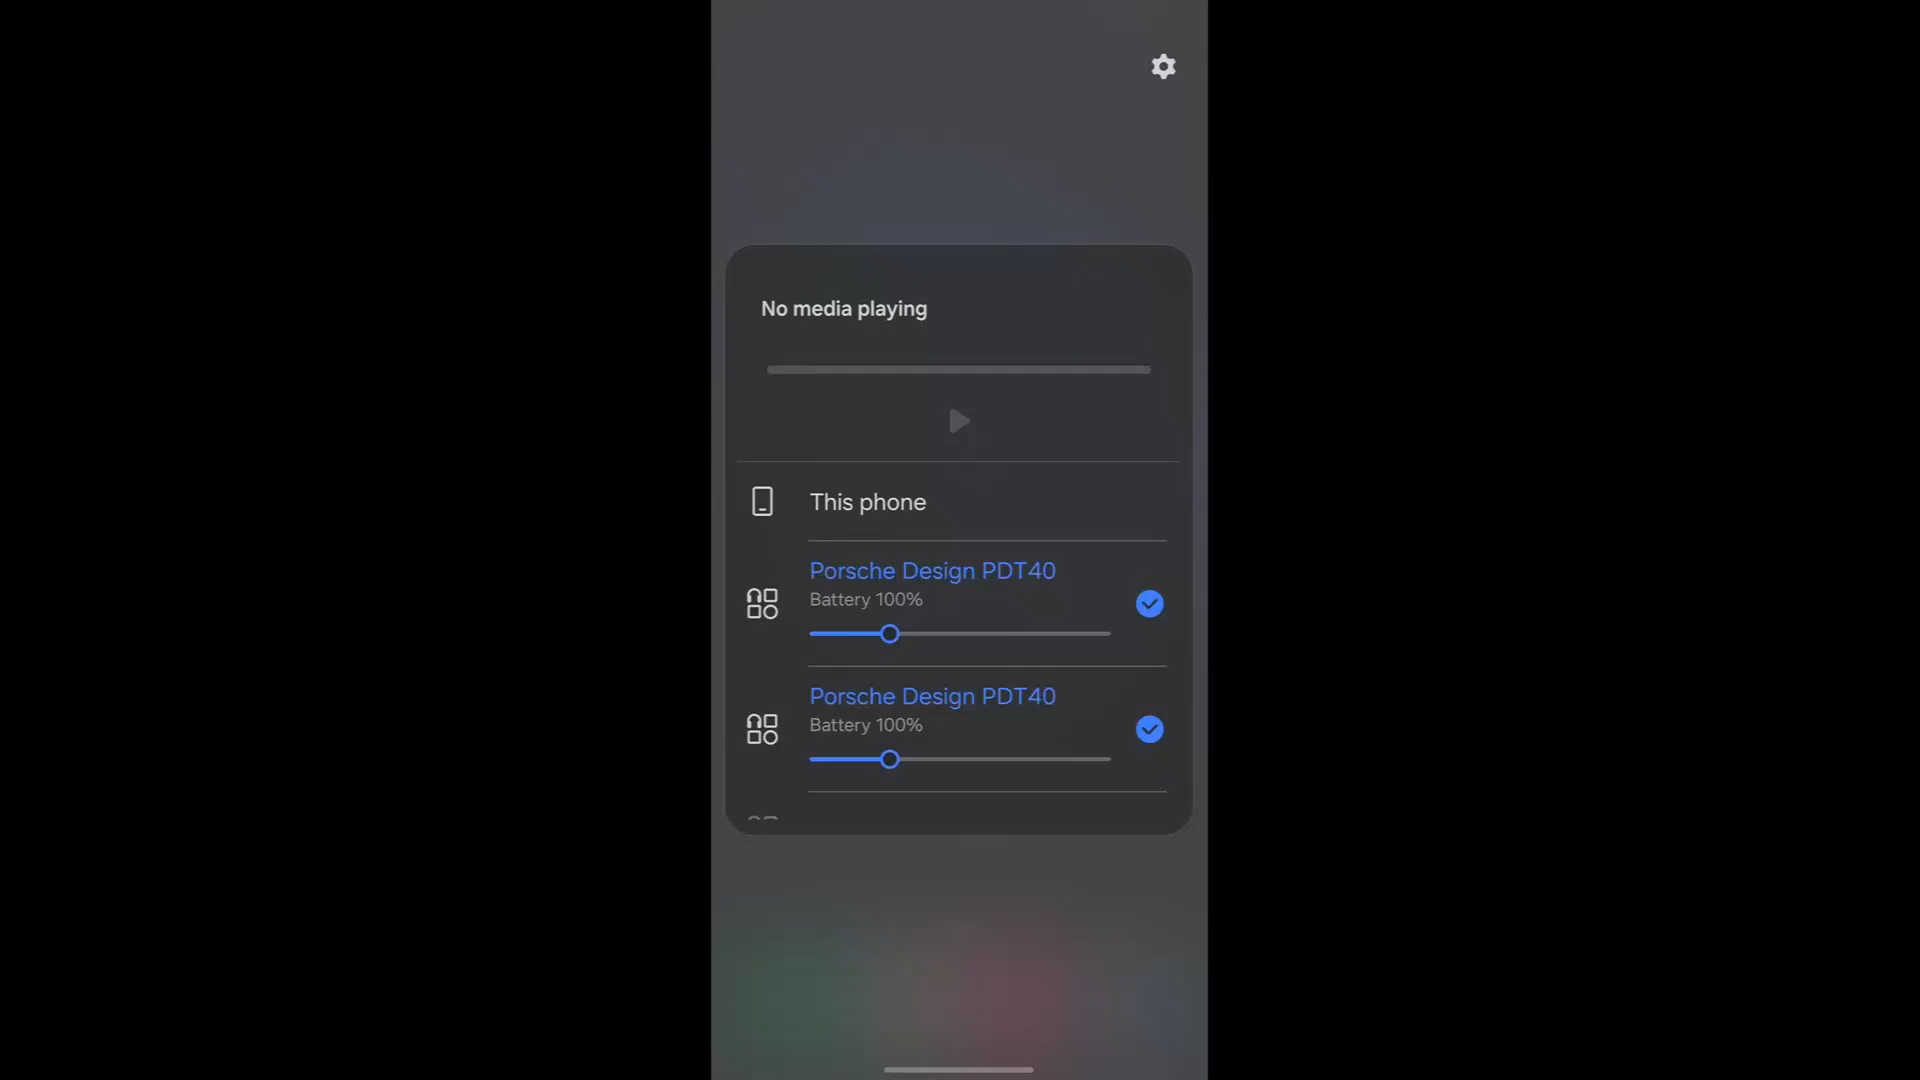 No media playing
This phone
Porsche Design PDT40
Battery 100%
Porsche Design PDT40
Battery 100%